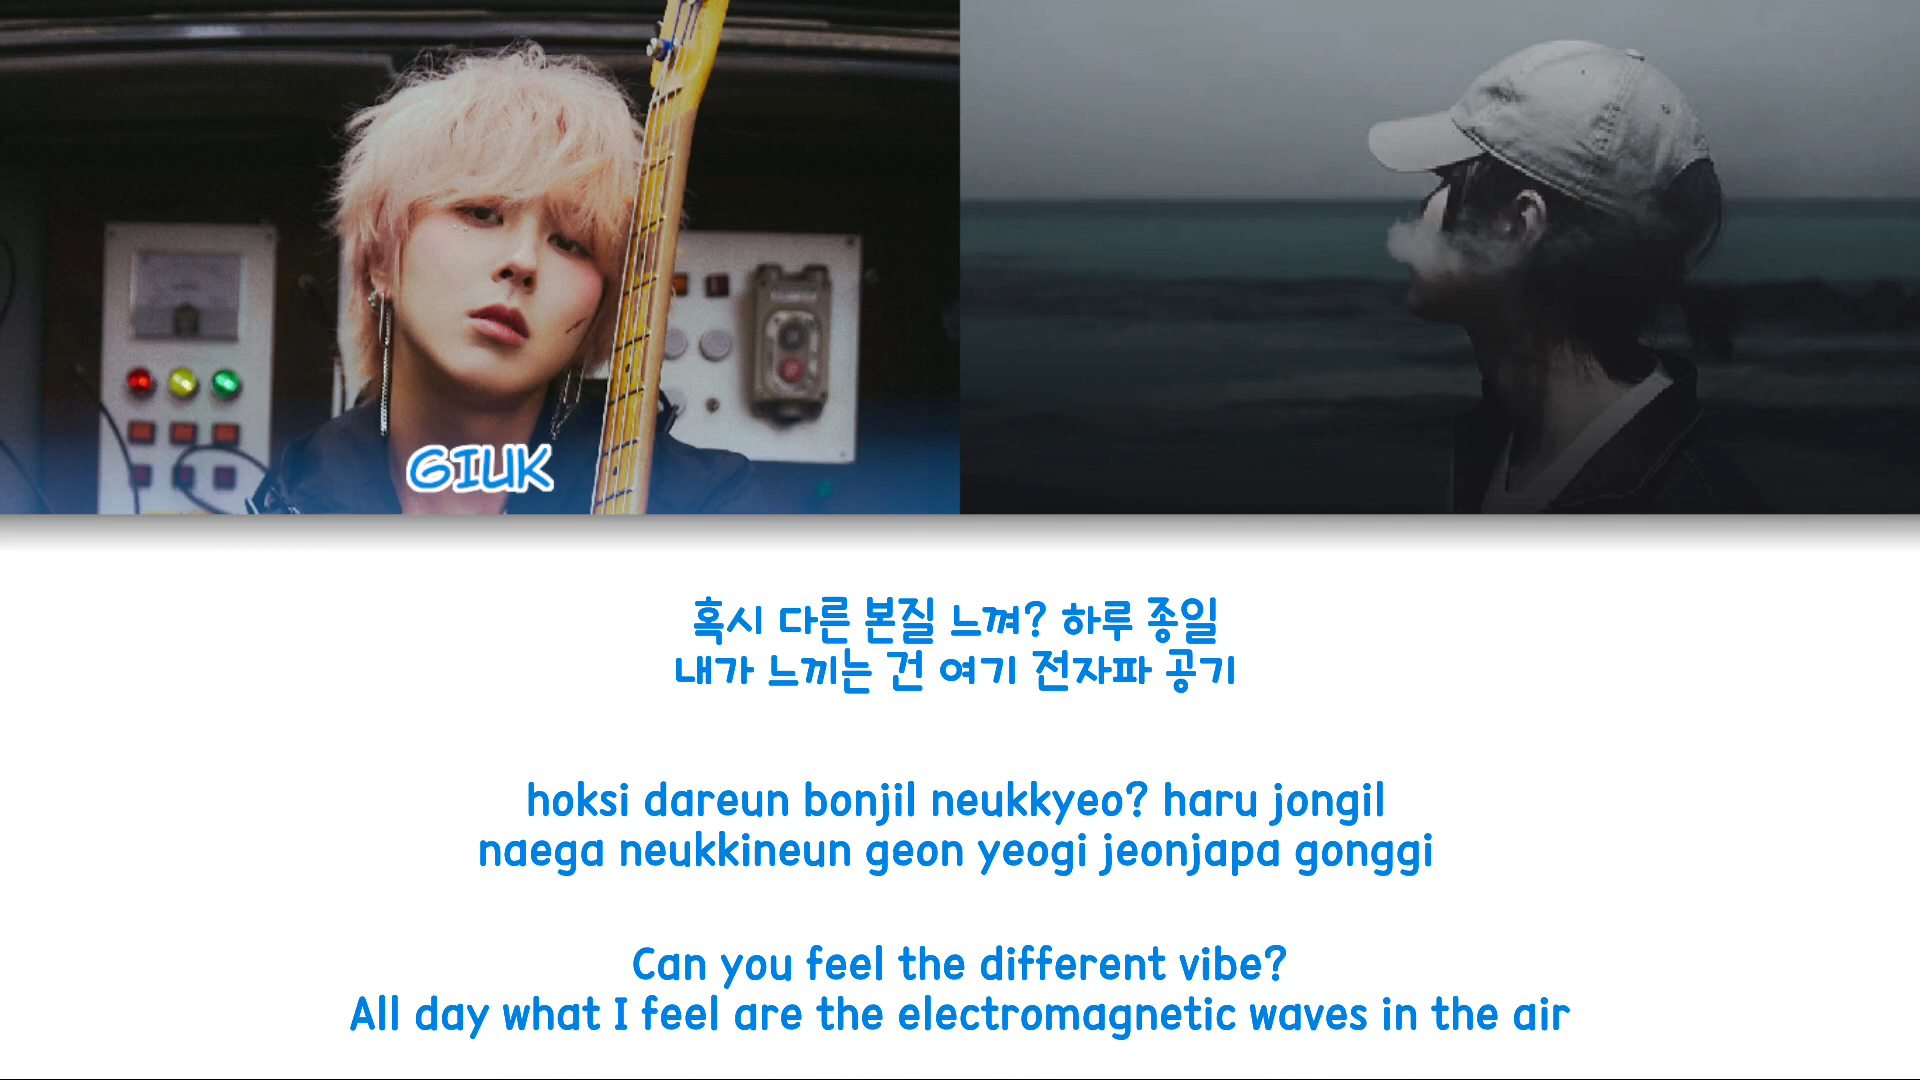 GIUK
혹시 다른 본질 느껴? 하루 종일
내가 느끼는 건 여기 전자파 공기
hoksi dareun bonjil neukkyeo? haru jongil
naega neukkineun geon yeogi jeonjapa gonggi
Can you feel the different vibe?
All day what I feel are the electromagnetic waves in the air